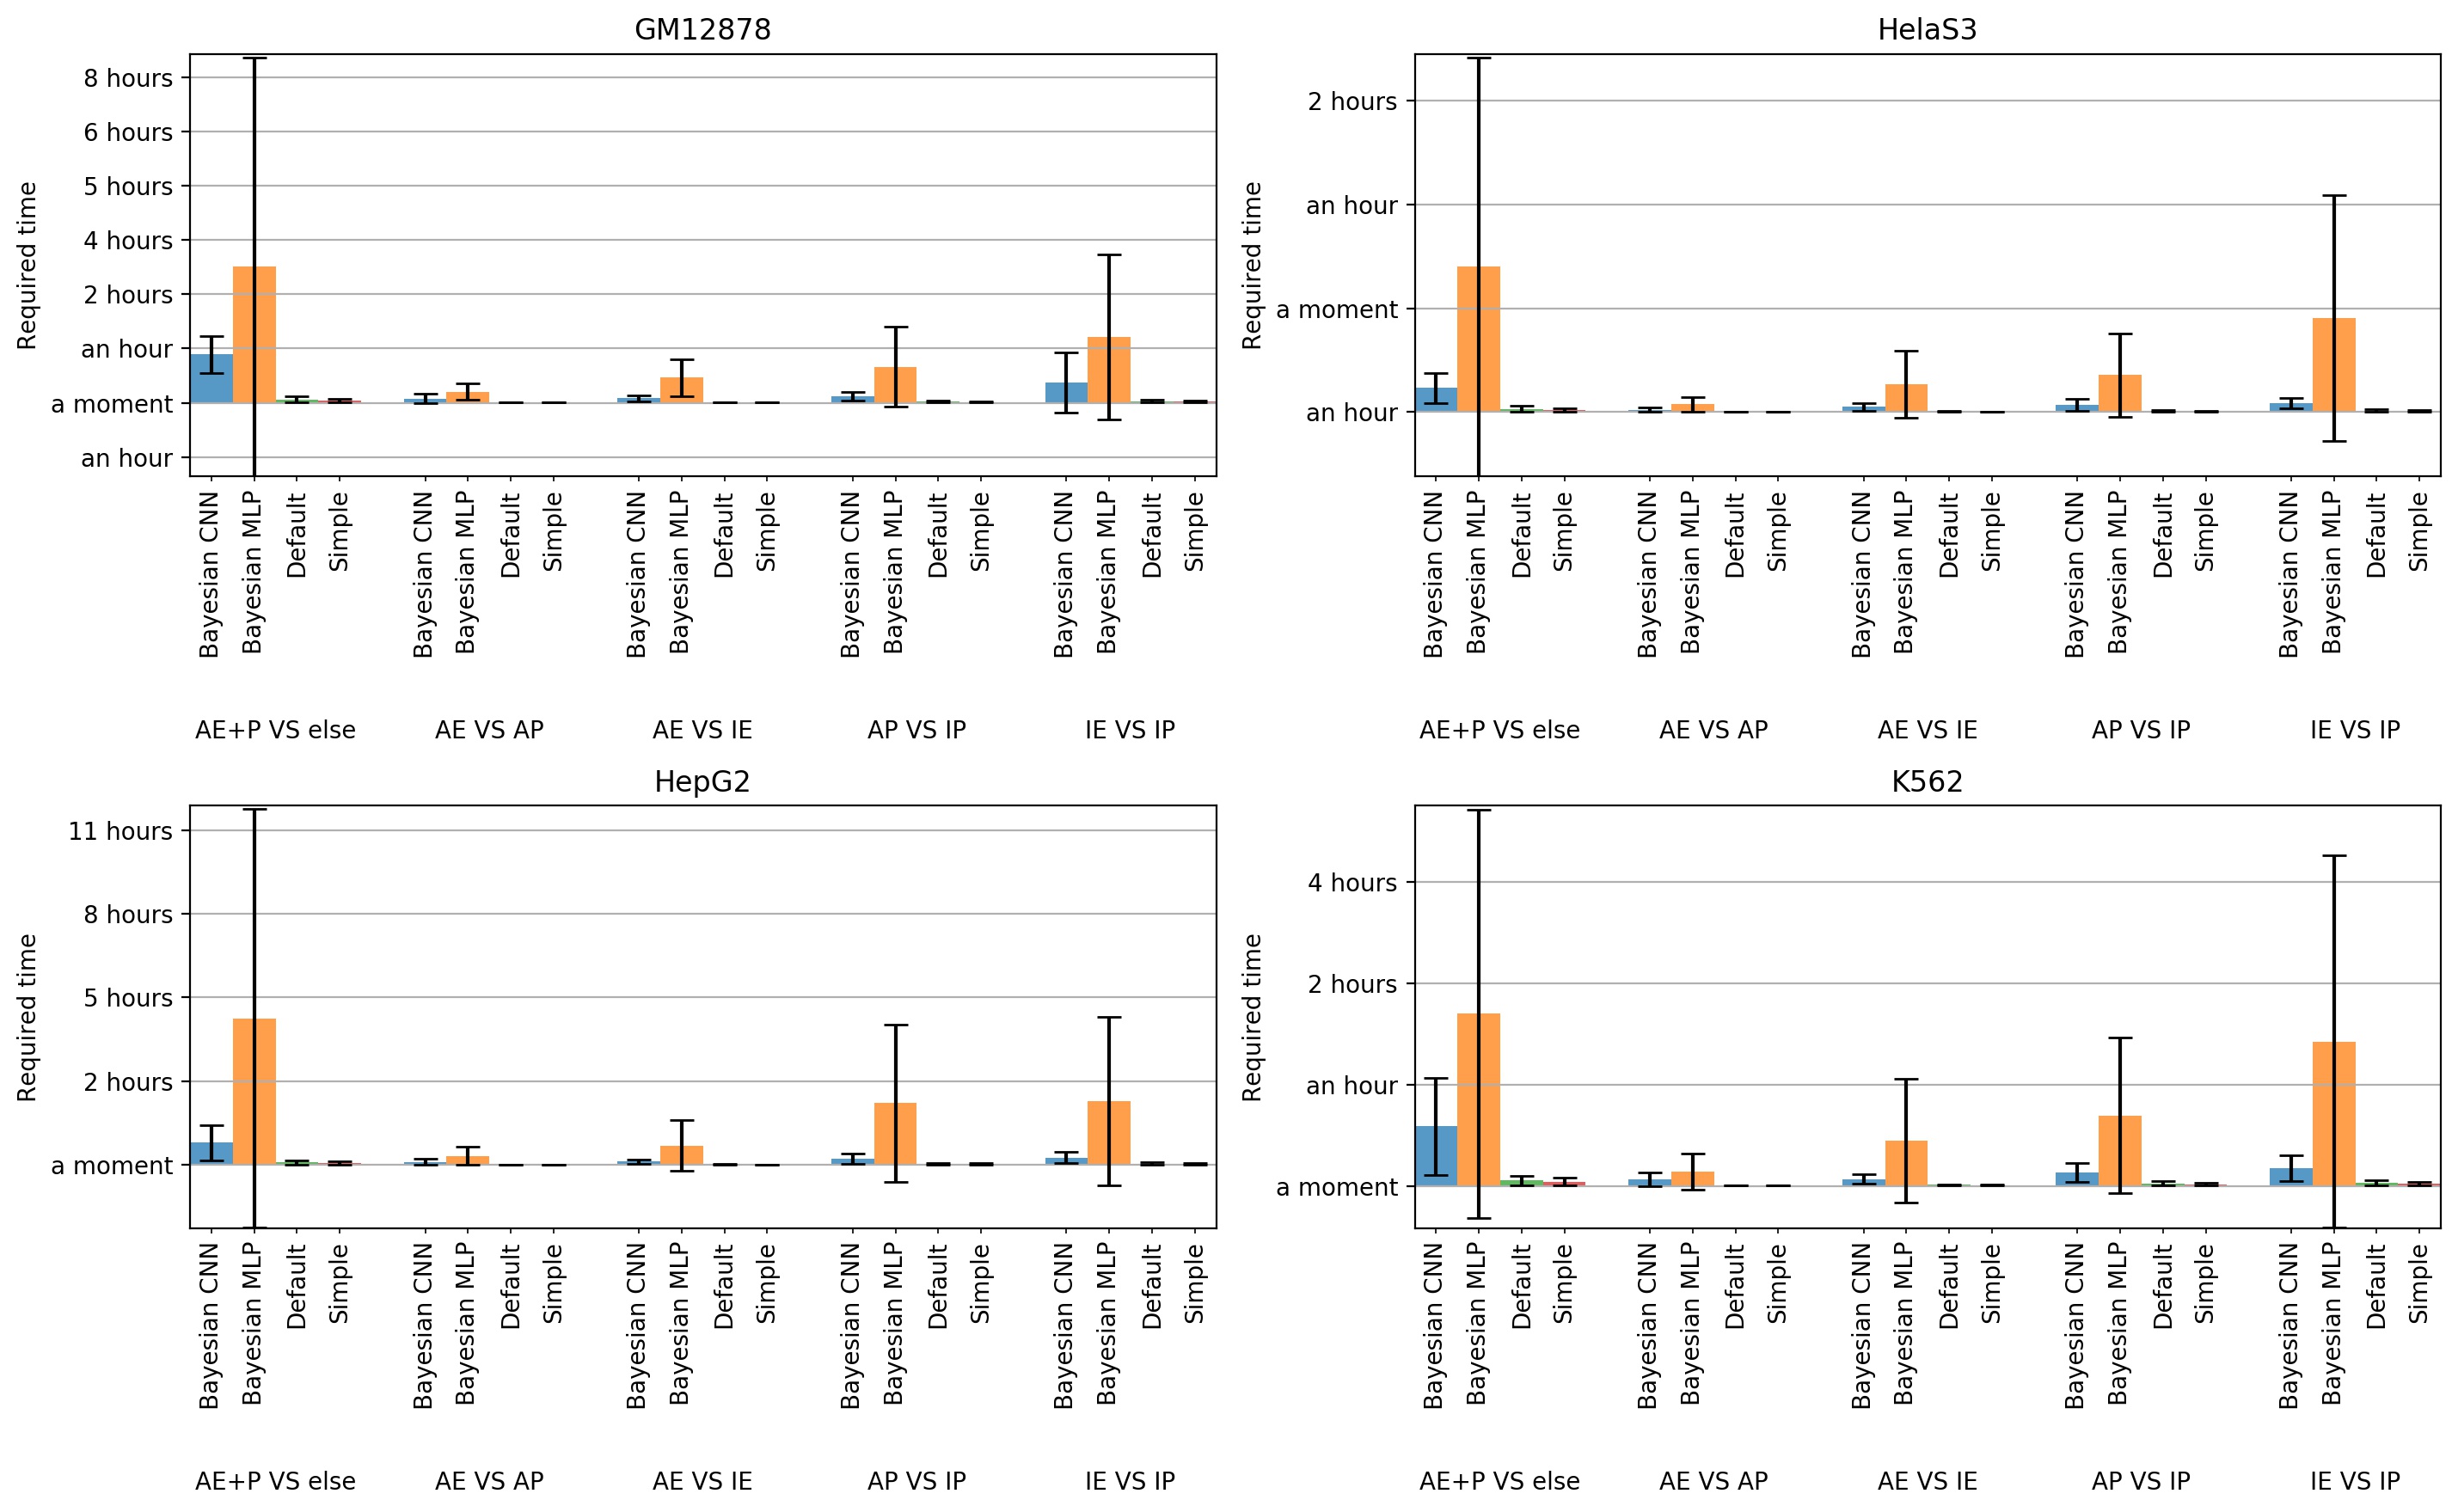 GM12878
Required time
8 hours
6 hours
5 hours
4 hours
2 hours
an hour
a moment
an hour
Bayesian CNN
Bayesian MLP
Default
Simple
Bayesian CNN
Bayesian MLP
Default
Simple
Bayesian CNN
Bayesian MLP
Default
Simple
Bayesian CNN
Bayesian MLP
Default
Simple
Bayesian CNN
Bayesian MLP
Default
Simple
AE+P VS else
AE VS AP
AE VS IE
AP VS IP
IE VS IP
HelaS3
Required time
2 hours
an hour
a moment
an hour
Bayesian CNN
Bayesian MLP
Default
Simple
Bayesian CNN
Bayesian MLP
Default
Simple
Bayesian CNN
Bayesian MLP
Default
Simple
Bayesian CNN
Bayesian MLP
Default
Simple
Bayesian CNN
Bayesian MLP
Default
Simple
AE+P VS else
AE VS AP
AE VS IE
AP VS IP
IE VS IP
HepG2
Required time
11 hours
8 hours
5 hours
2 hours
a moment
Bayesian CNN
Bayesian MLP
Default
Simple
Bayesian CNN
Bayesian MLP
Default
Simple
Bayesian CNN
Bayesian MLP
Default
Simple
Bayesian CNN
Bayesian MLP
Default
Simple
Bayesian CNN
Bayesian MLP
Default
Simple
AE+P VS else
AE VS AP
AE VS IE
AP VS IP
IE VS IP
K562
Required time
4 hours
2 hours
an hour
a moment
Bayesian CNN
Bayesian MLP
Default
Simple
Bayesian CNN
Bayesian MLP
Default
Simple
Bayesian CNN
Bayesian MLP
Default
Simple
Bayesian CNN
Bayesian MLP
Default
Simple
Bayesian CNN
Bayesian MLP
Default
Simple
AE+P VS else
AE VS AP
AE VS IE
AP VS IP
IE VS IP